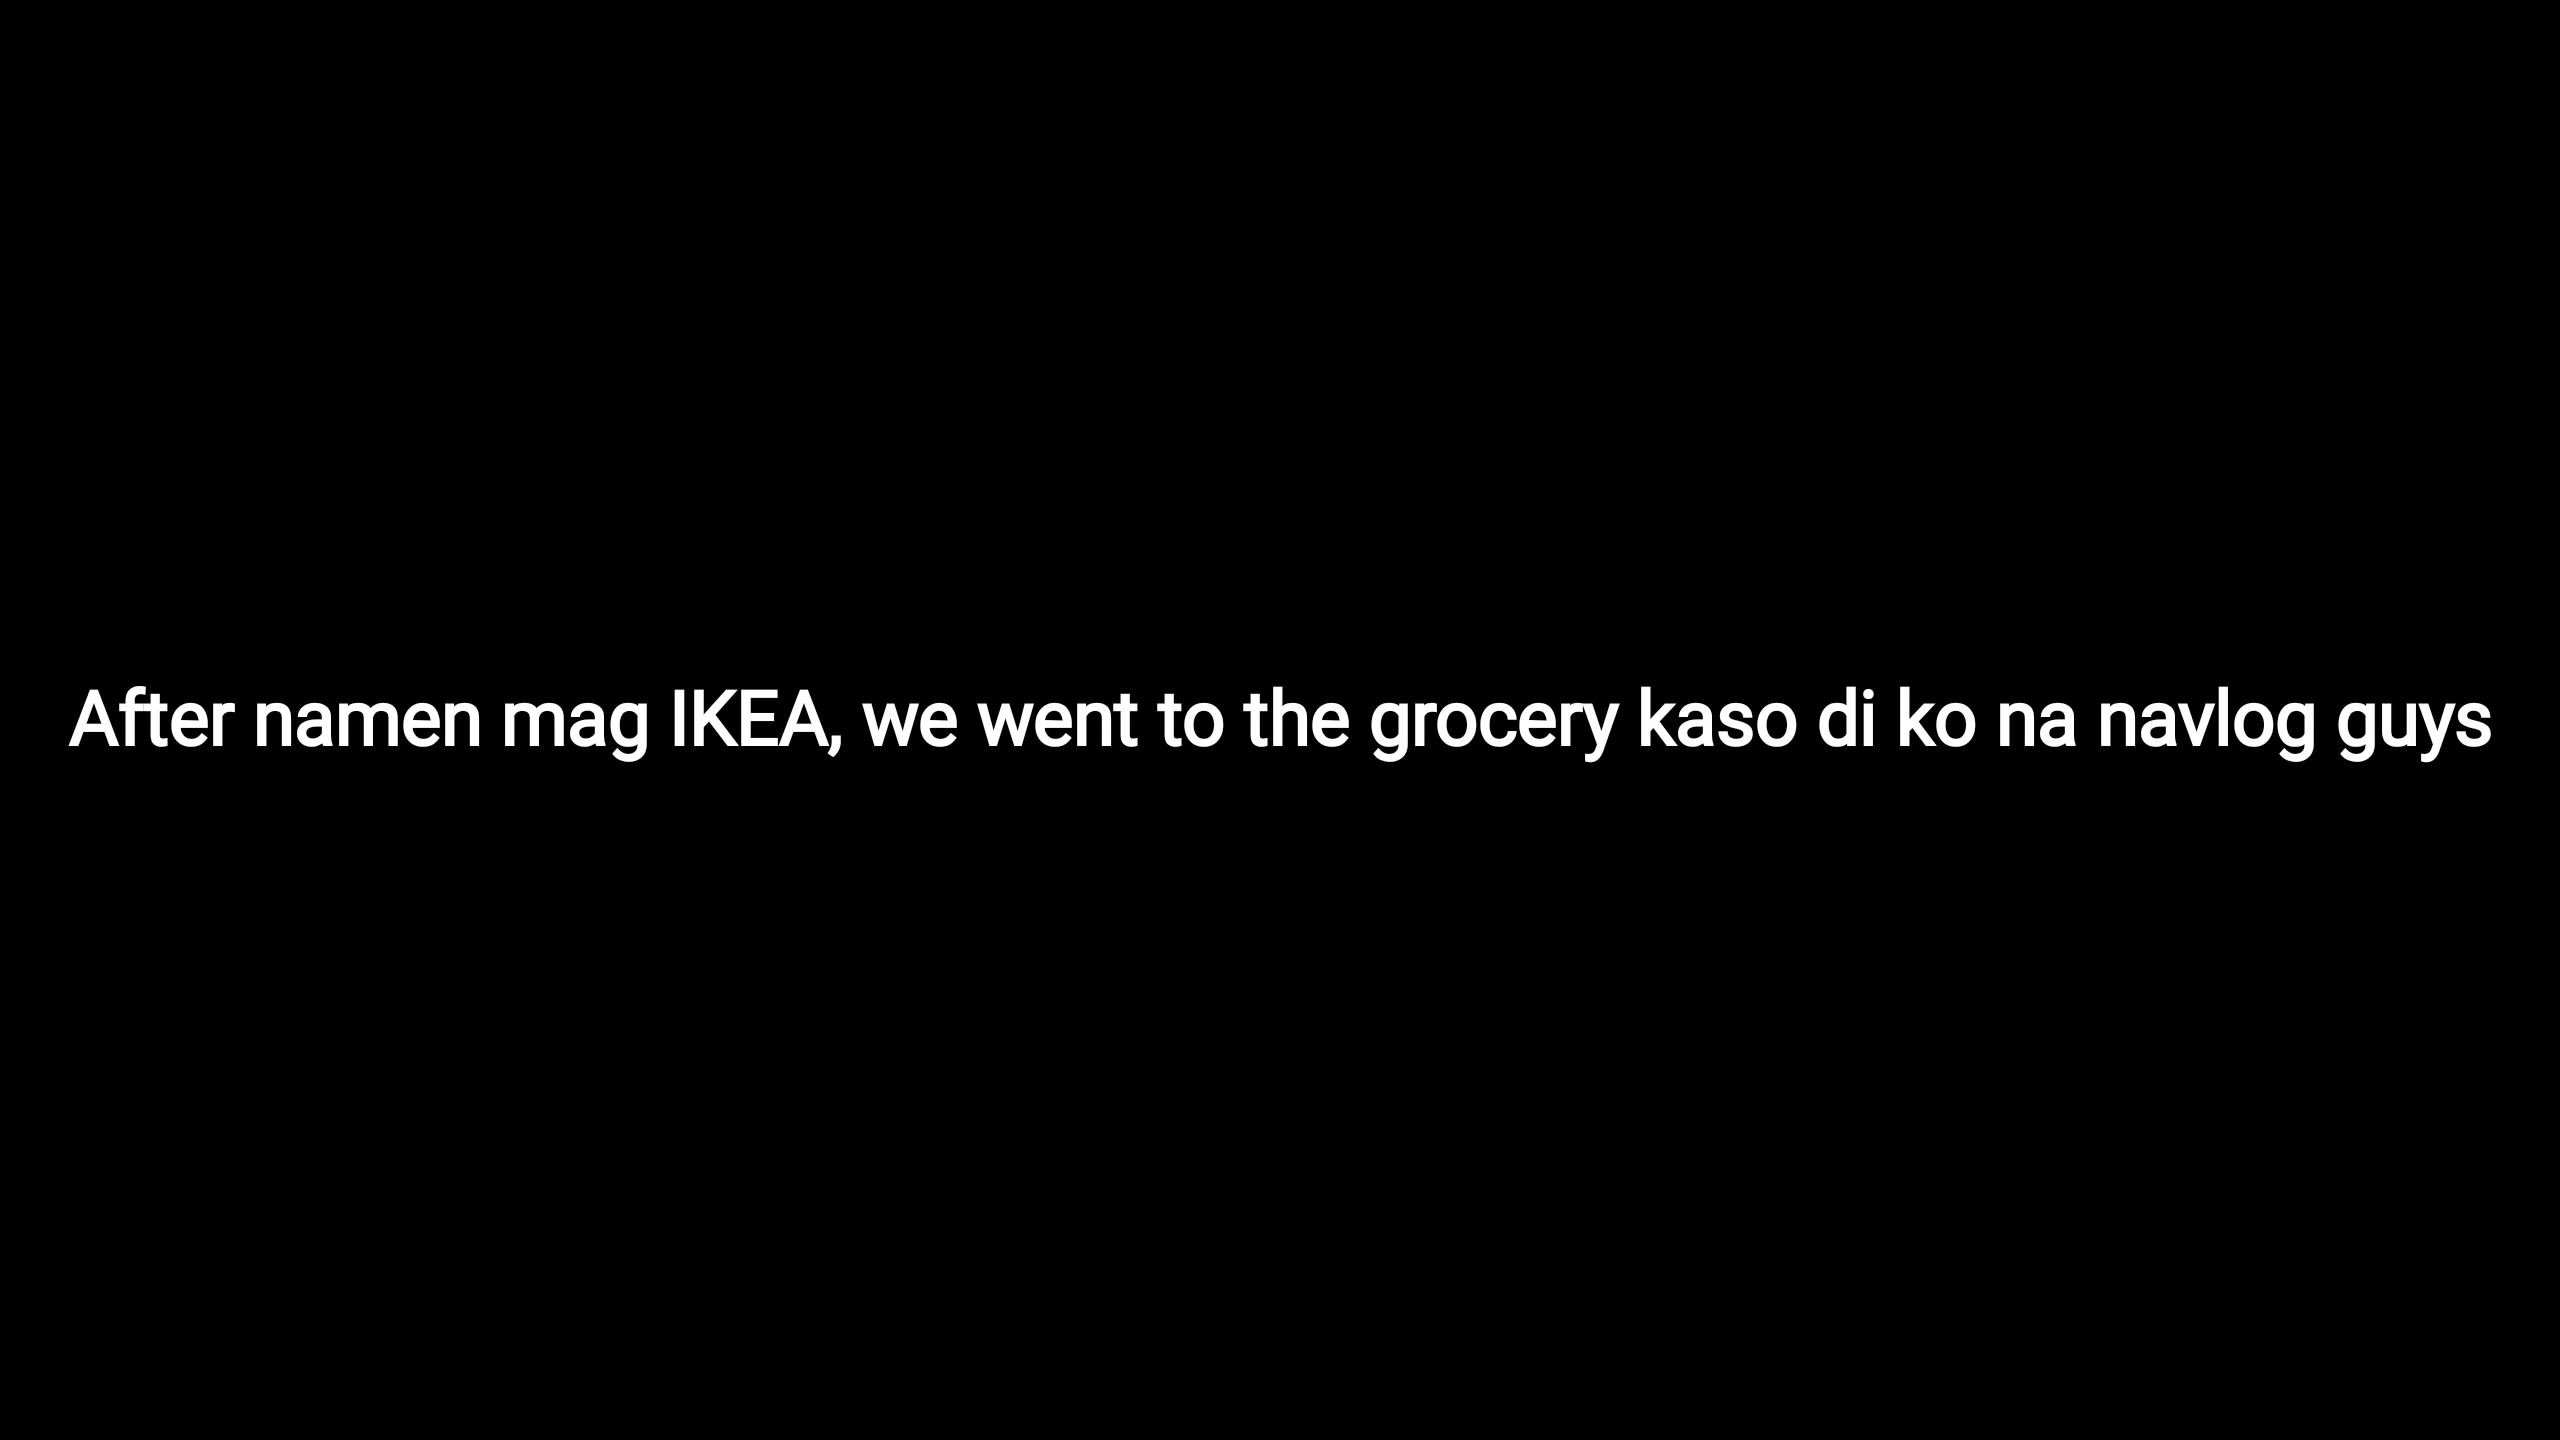 After namen mag IKEA, we went to the grocery kaso di ko na navlog guys